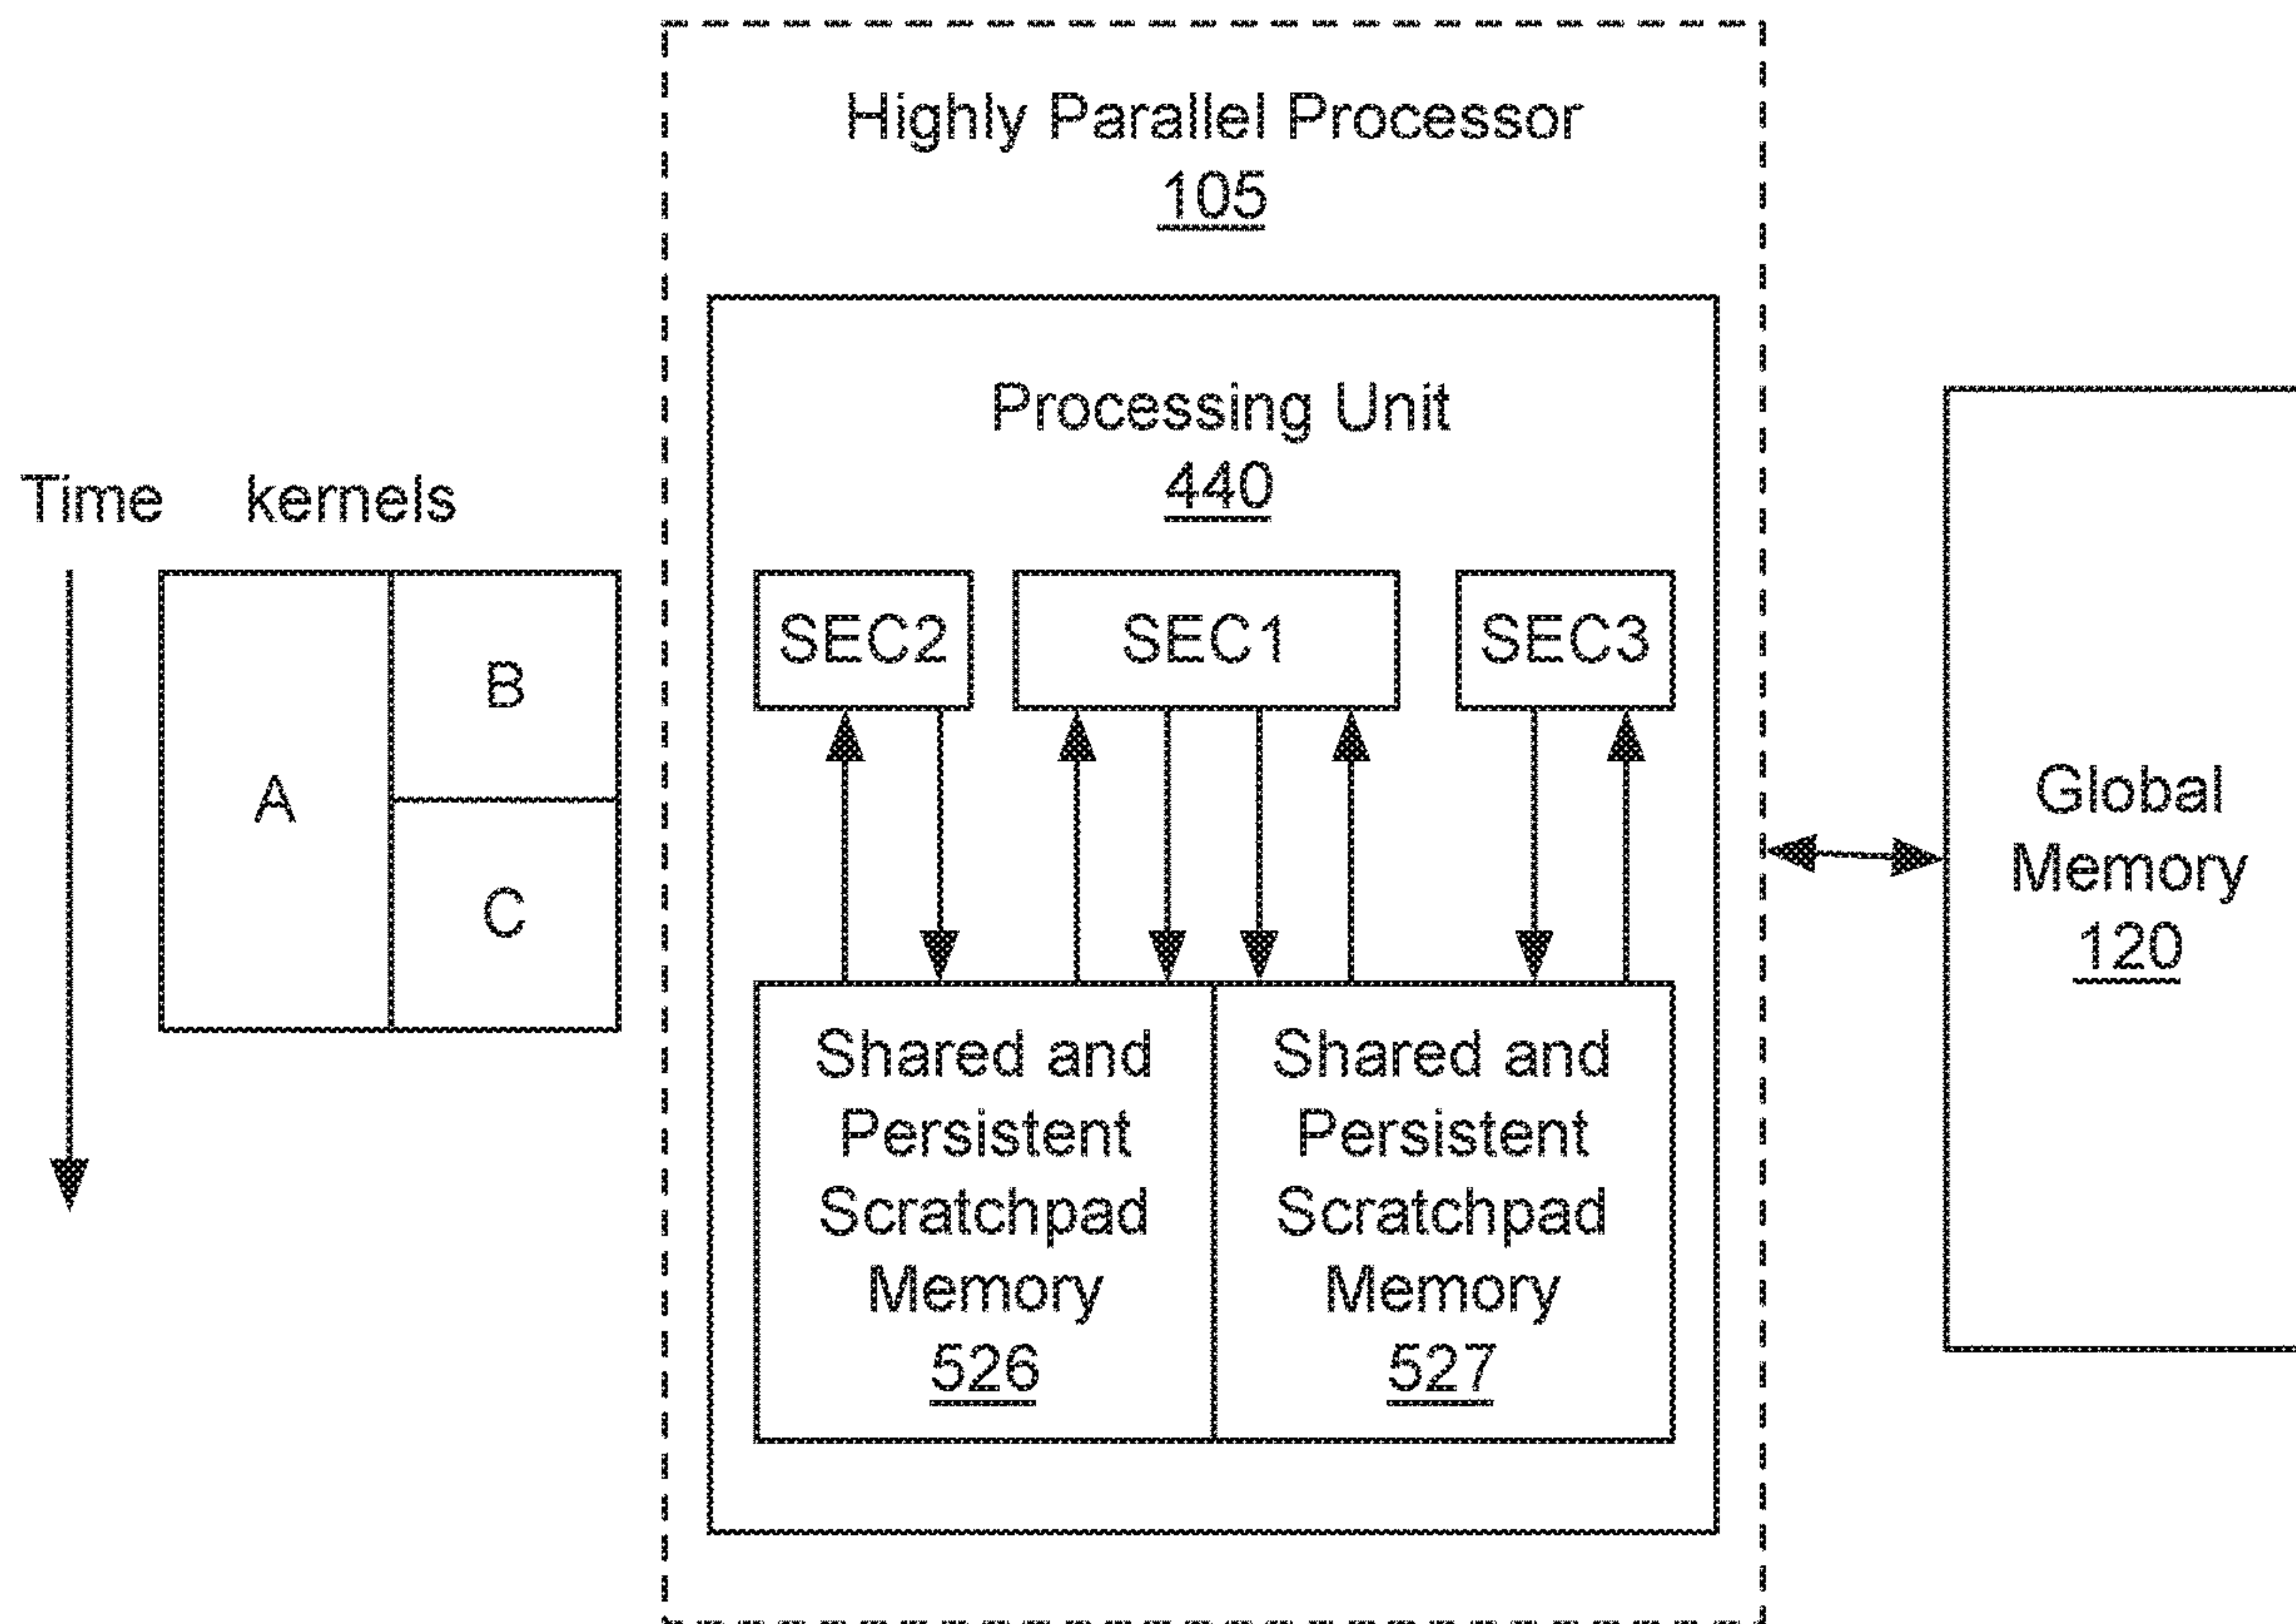 Highly Parallel Processor
105
Processing Unit
440
Time kernels
A
B
C
SEC2
SEC1
SEC3
Shared and
Persistent
Scratchpad
Memory
526
Shared and
Persistent
Scratchpad
Memory
527
Global
Memory
120